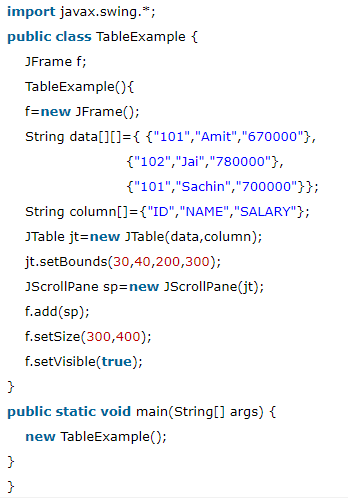 import javax.swing.*;
public class TableExample {
JFrame f;
TableExample(){
f=new JFrame();
String data[][]={ {"101","Amit","670000"},
{"102","Jai","780000"},
{"101","Sachin","700000"}};
String column[]={"ID","NAME","SALARY"};
JTable jt=new JTable(data,column);
jt.setBounds(30,40,200,300);
JScrollPane sp=new JScrollPane(jt);
f.add(sp);
f.setSize(300,400);
f.setVisible(true);
}
public static void main(String[] args) {
new TableExample();
}
}